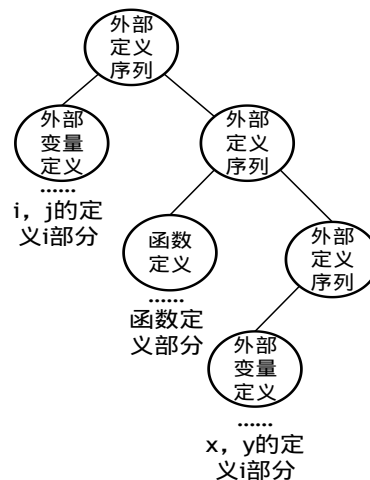 外部
定义
序列
外部
变量
定义
……
i，j的定
义i部分
外部
定义
序列
函数
定义
……
函数定
义部分
外部
定义
序列
外部
变量
定义
……
x，y的定
义i部分